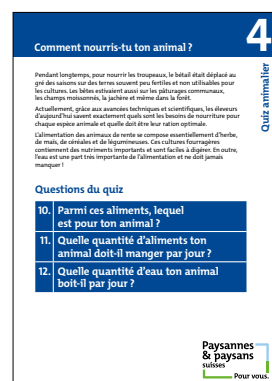 4
Comment nourris-tu ton animal ?
Quiz animalier
Pendant longtemps, pour nourrir les troupeaux, le bétail était déplacé au
gré des saisons sur des terres souvent peu fertiles et non utilisables pour
les cultures. Les bêtes estivaient aussi sur les pâturages communaux,
les champs moissonnés, la jachère et même dans la forêt.
Actuellement, grâce aux avancées techniques et scientifiques, les éleveurs
d'aujourd'hui savent exactement quels sont les besoins de nourriture pour
chaque espèce animale et quelle doit être leur ration optimale.
L'alimentation des animaux de rente se compose essentiellement d'herbe,
de maïs, de céréales et de légumineuses. Ces cultures fourragères
contiennent des nutriments importants et sont faciles à digérer. En outre,
l'eau est une part très importante de l'alimentation et ne doit jamais
manquer !
Questions du quiz
10. Parmi ces aliments, lequel
est pour ton animal ?
11. Quelle quantité d'aliments ton
animal doit-il manger par jour ?
12. Quelle quantité d'eau ton animal
boit-il par jour ?
Paysannes
& paysans
suisses
Pour vous.